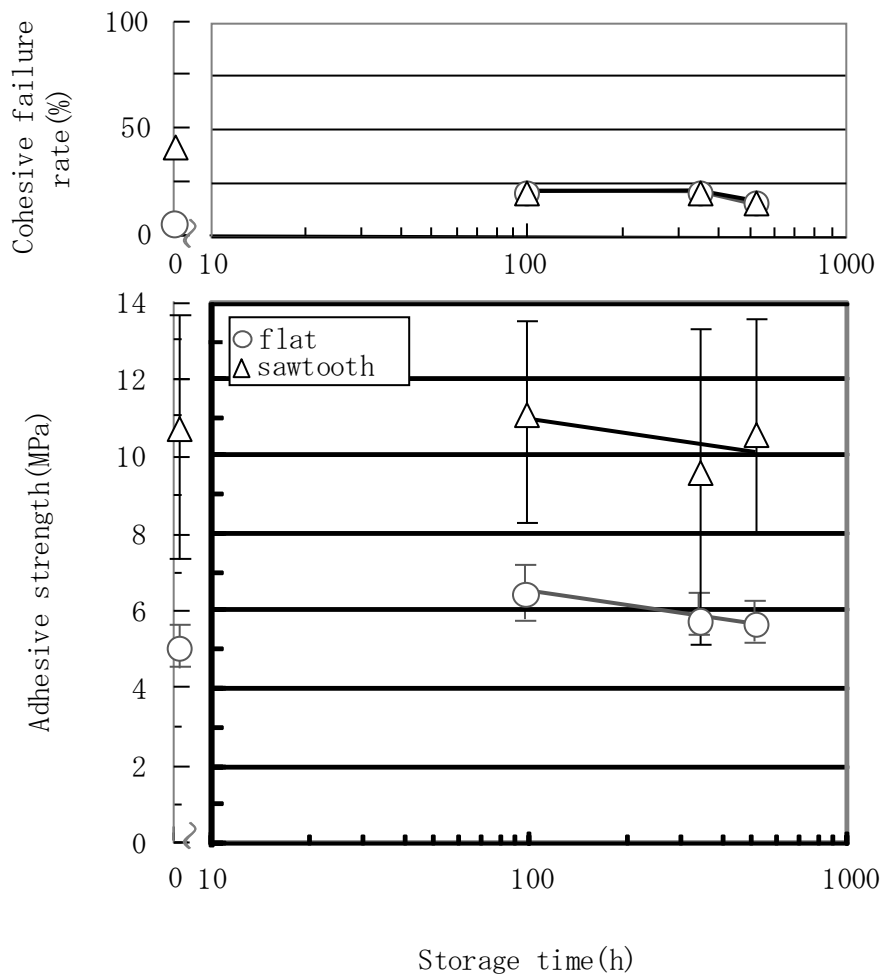 Cohesive failure
rate(%)
100
50
0
0 10 100 1000
Adhesive strength(MPa)
14
12
10
8
6
4
2
0
flat
sawtooth
0 10 100 1000
Storage time(h)